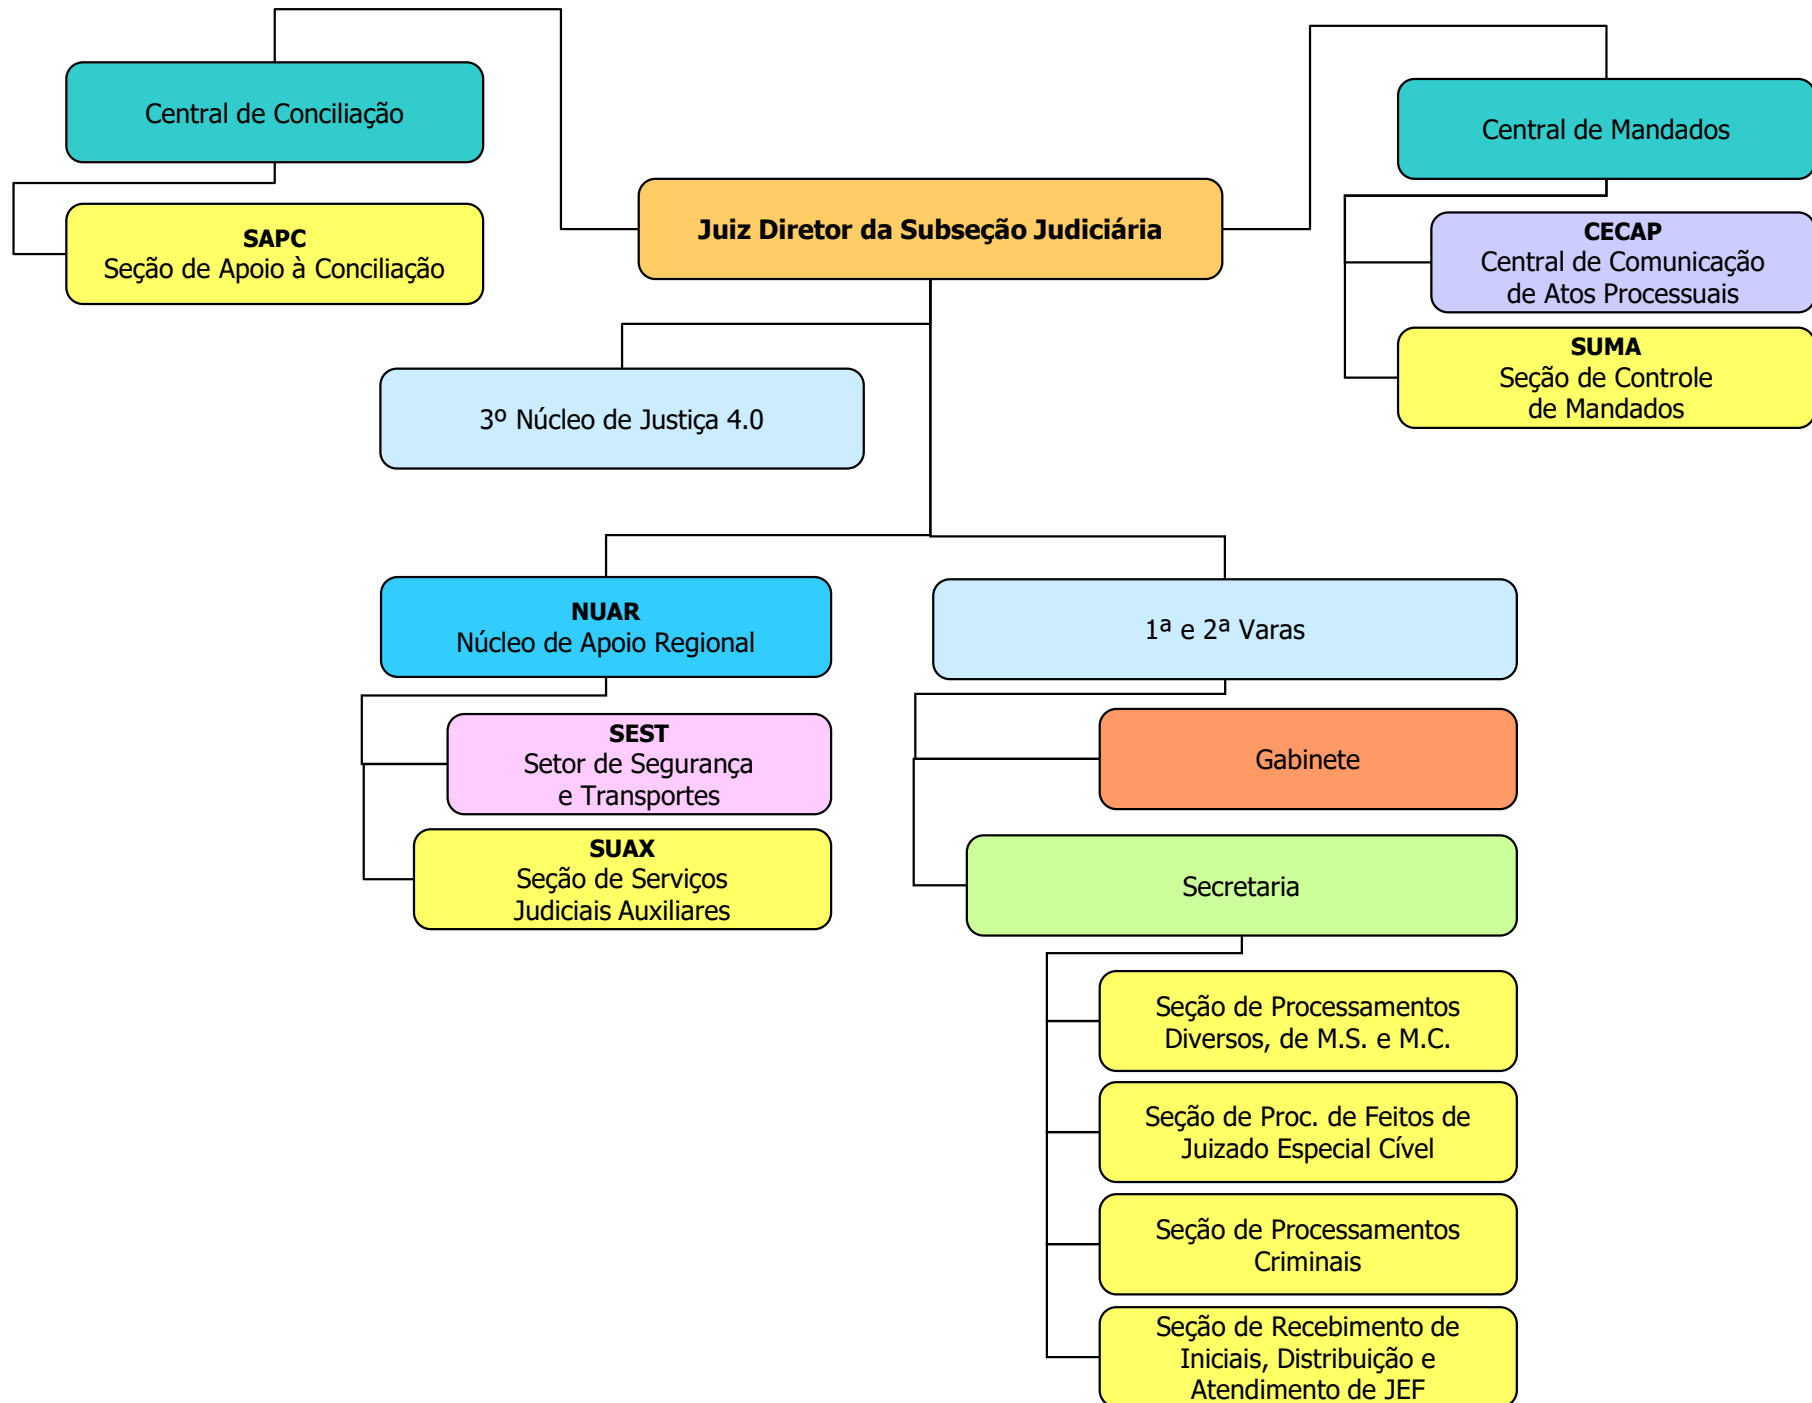 Central de Conciliação
SAPC
Seção de Apoio à Conciliação
Juiz Diretor da Subseção Judiciária
Central de Mandados
CECAP
Central de Comunicação
de Atos Processuais
SUMA
Seção de Controle
de Mandados
3º Núcleo de Justiça 4.0
NUAR
Núcleo de Apoio Regional
SEST
Setor de Segurança
e Transportes
SUAX
Seção de Serviços
Judiciais Auxiliares
1ª e 2ª Varas
Gabinete
Secretaria
Seção de Processamentos
Diversos, de M.S. e M.C.
Seção de Proc. de Feitos de
Juizado Especial Cível
Seção de Processamentos
Criminais
Seção de Recebimento de
Iniciais, Distribuição e
Atendimento de JEF